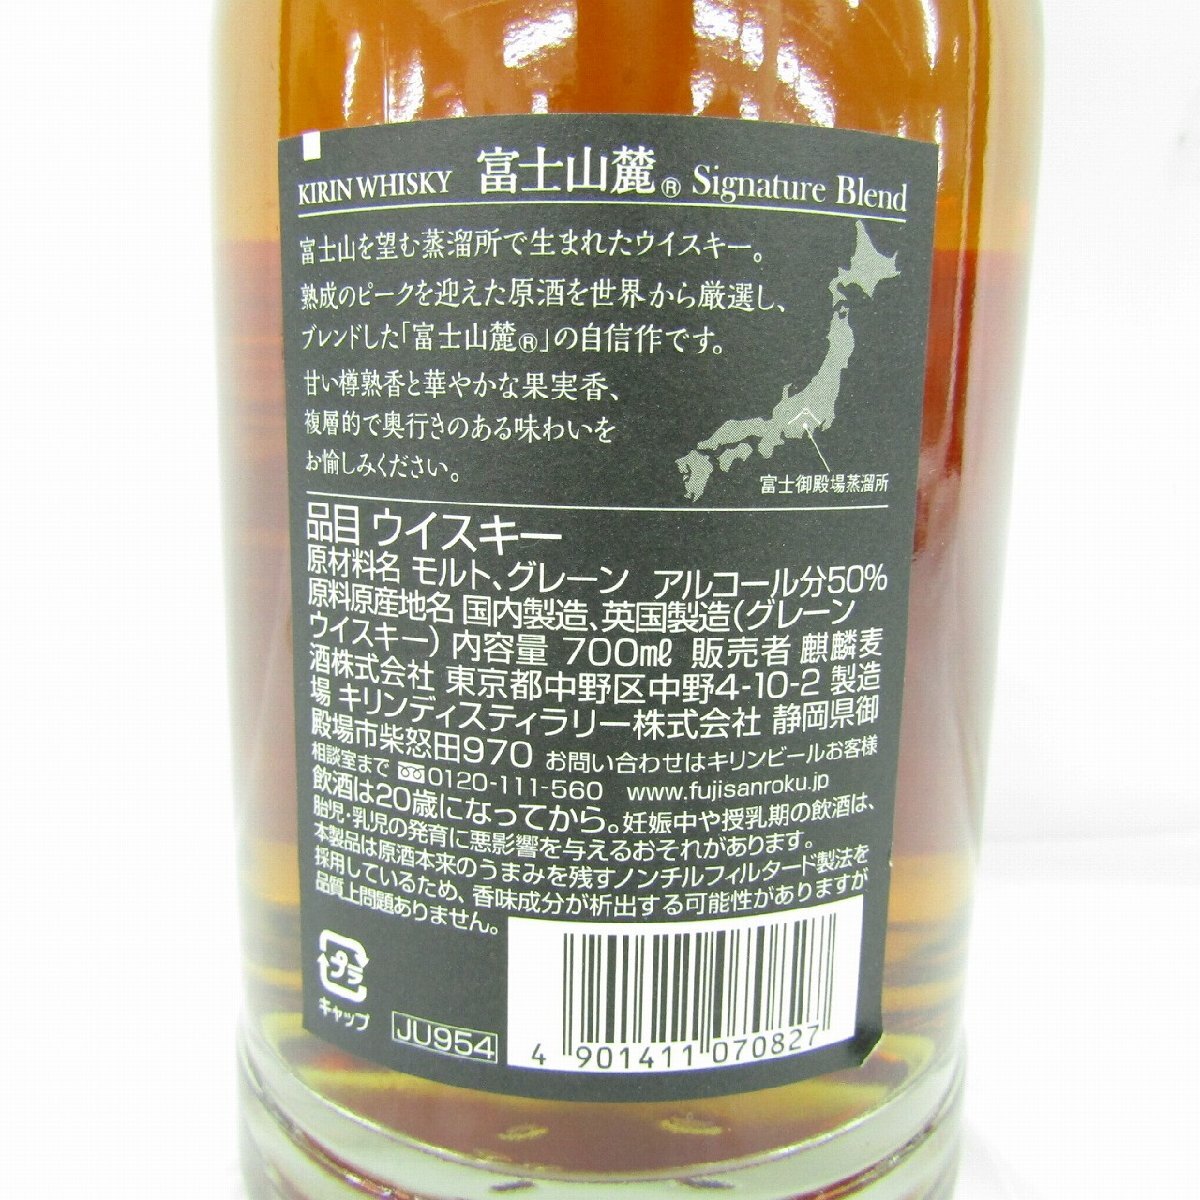 KIRIN WHISKY 富士山麓® Signature Blend
富士山を望む蒸溜所で生まれたウイスキー。
熟成のピークを迎えた原酒を世界から厳選し、
ブレンドした「富士山麓®」の自信作です。
甘い樽熟香と華やかな果実香、
複層的で奥行きのある味わいを
お愉しみください。
富士御殿場蒸溜所
品目 ウイスキー
原材料名 モルト、グレーン アルコール分50%
原料原産地名 国内製造、英国製造(グレーン
ウイスキー) 内容量 700mℓ 販売者 麒麟麦
酒株式会社 東京都中野区中野4-10-2 製造
場 キリンディスティラリー株式会社 静岡県御
殿場市柴怒田970 お問い合わせはキリンビールお客様
相談室まで 0120-111-560 www.fujisanroku.jp
飲酒は20歳になってから。妊娠中や授乳期の飲酒は、
胎児・乳児の発育に悪影響を与えるおそれがあります。
本製品は原酒本来のうまみを残すノンチルフィルタード製法を
採用しているため、香味成分が析出する可能性がありますが
品質上問題ありません。
プラ
キャップ
JU954
4 901411 070827